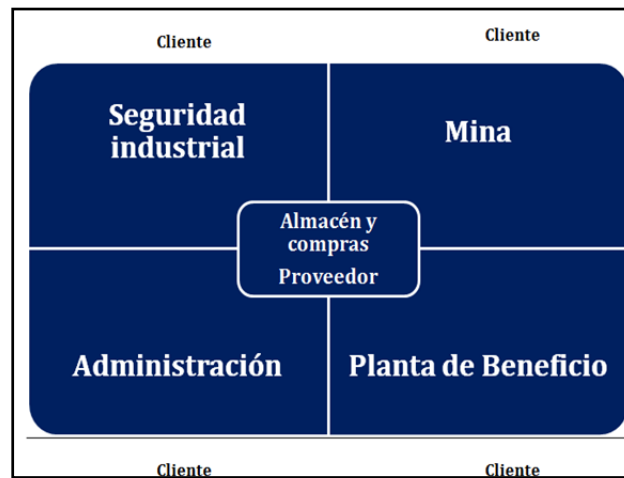 Cliente
Cliente
Seguridad
industrial
Mina
Almacén y
compras
Proveedor
Administración
Planta de Beneficio
Cliente
Cliente